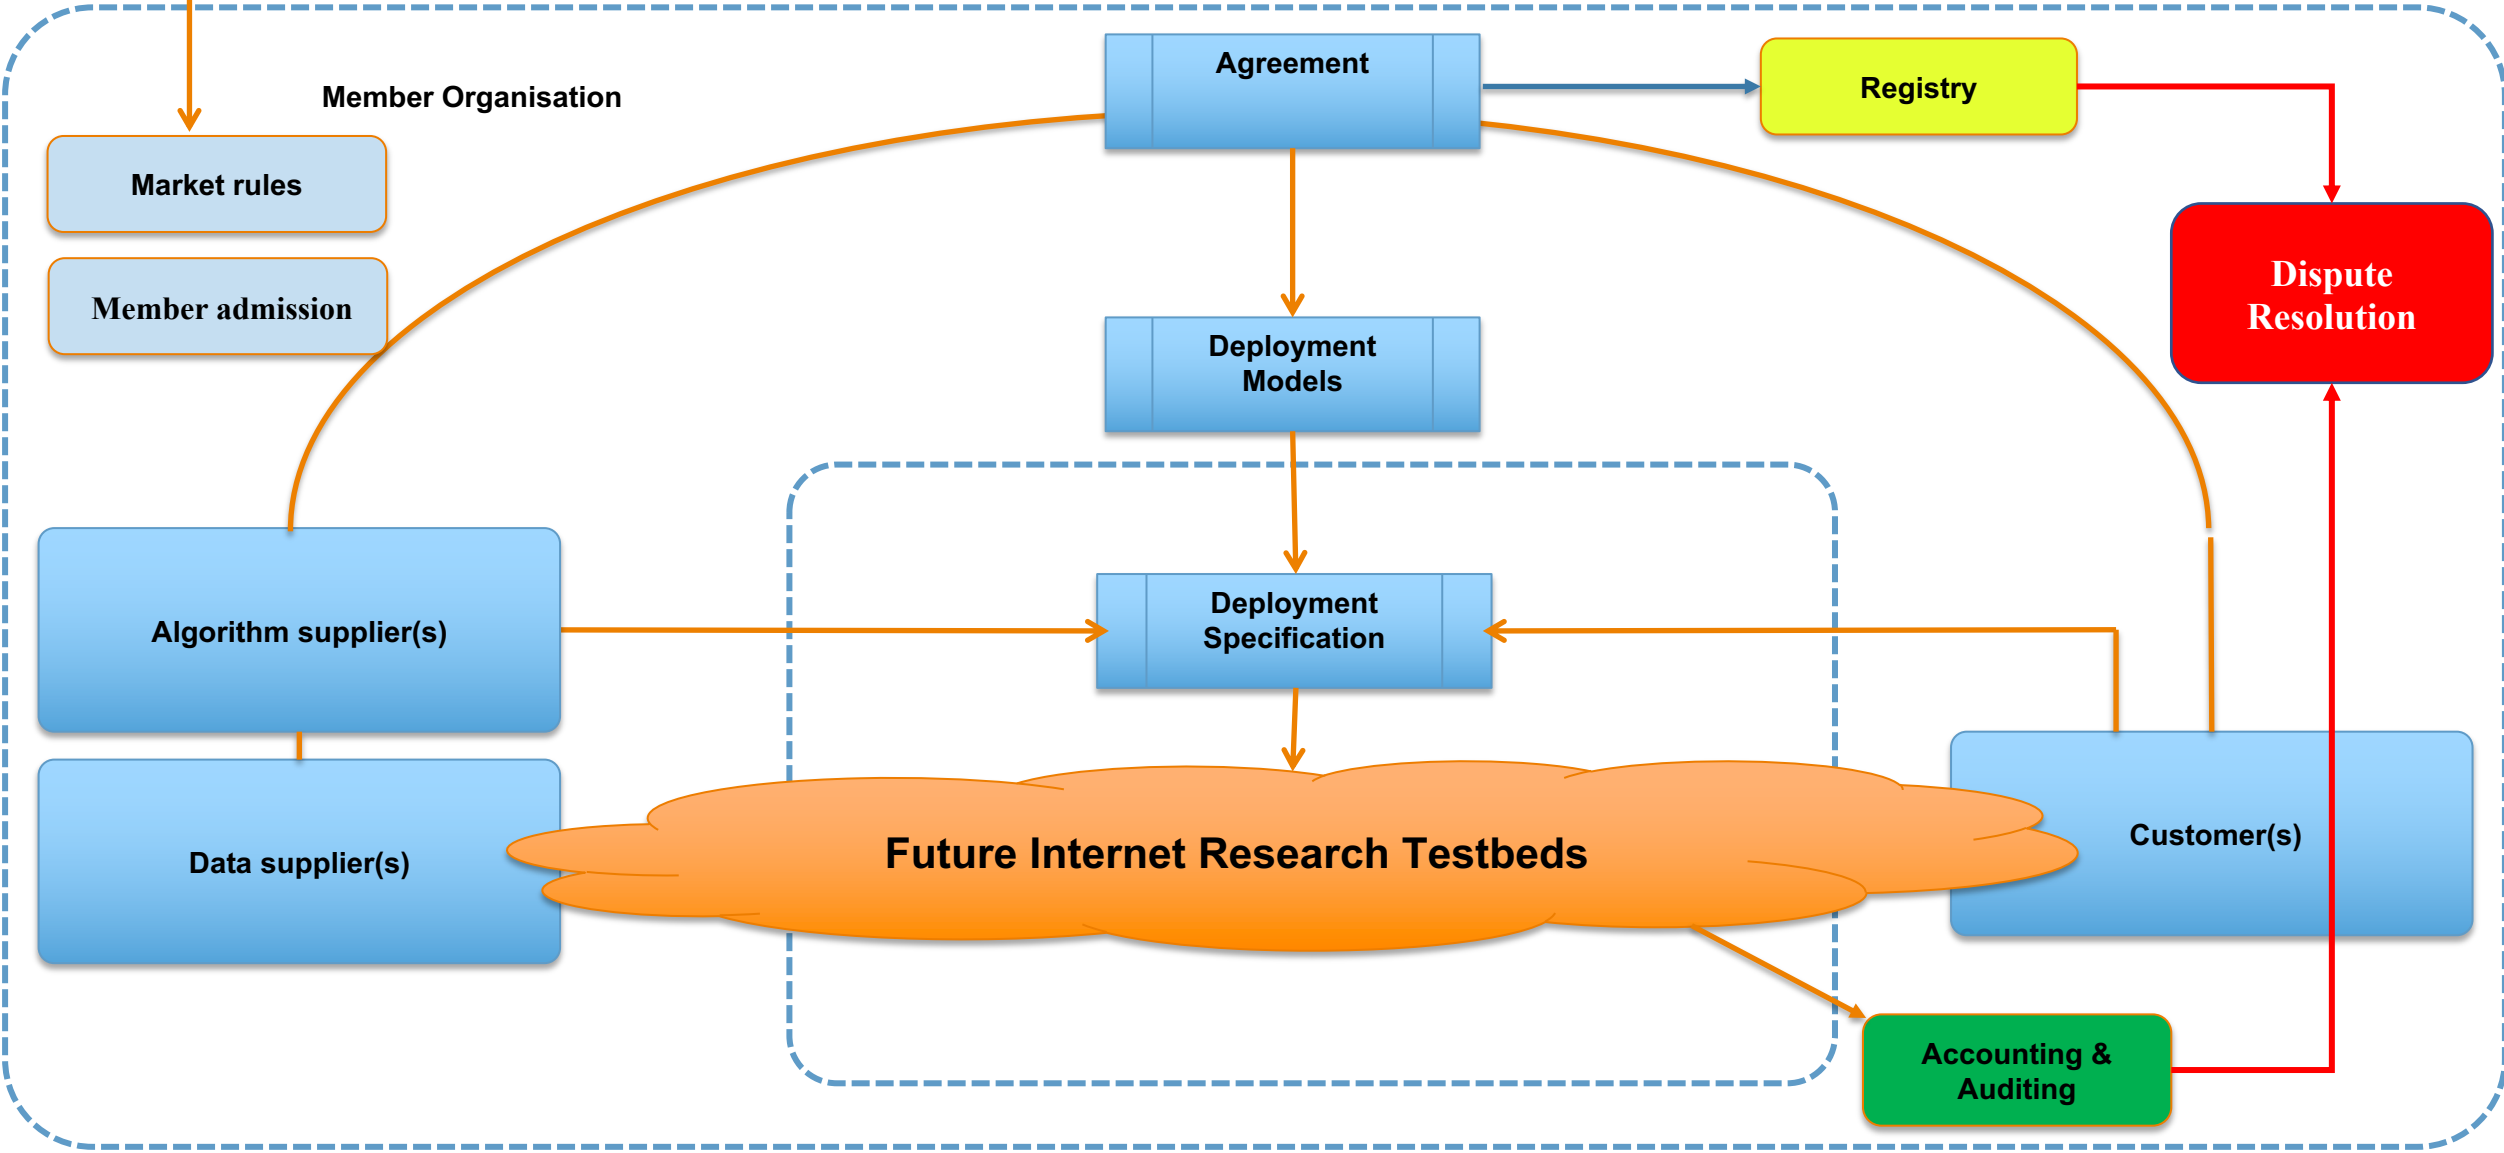 Member Organisation
Agreement
Registry
Market rules
Member admission
Dispute
Resolution
Deployment
Models
Deployment
Specification
Algorithm supplier(s)
Data supplier(s)
Future Internet Research Testbeds
Customer(s)
Accounting &
Auditing